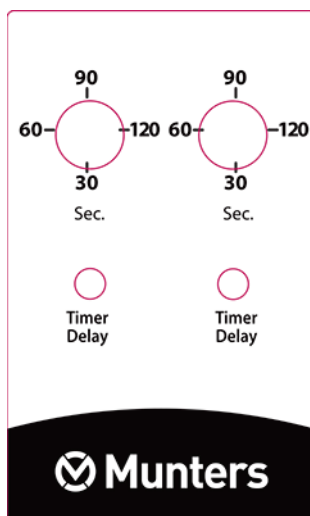 90 90
60 120 60 120
30 30
Sec. Sec.
Timer Timer
Delay Delay
Munters